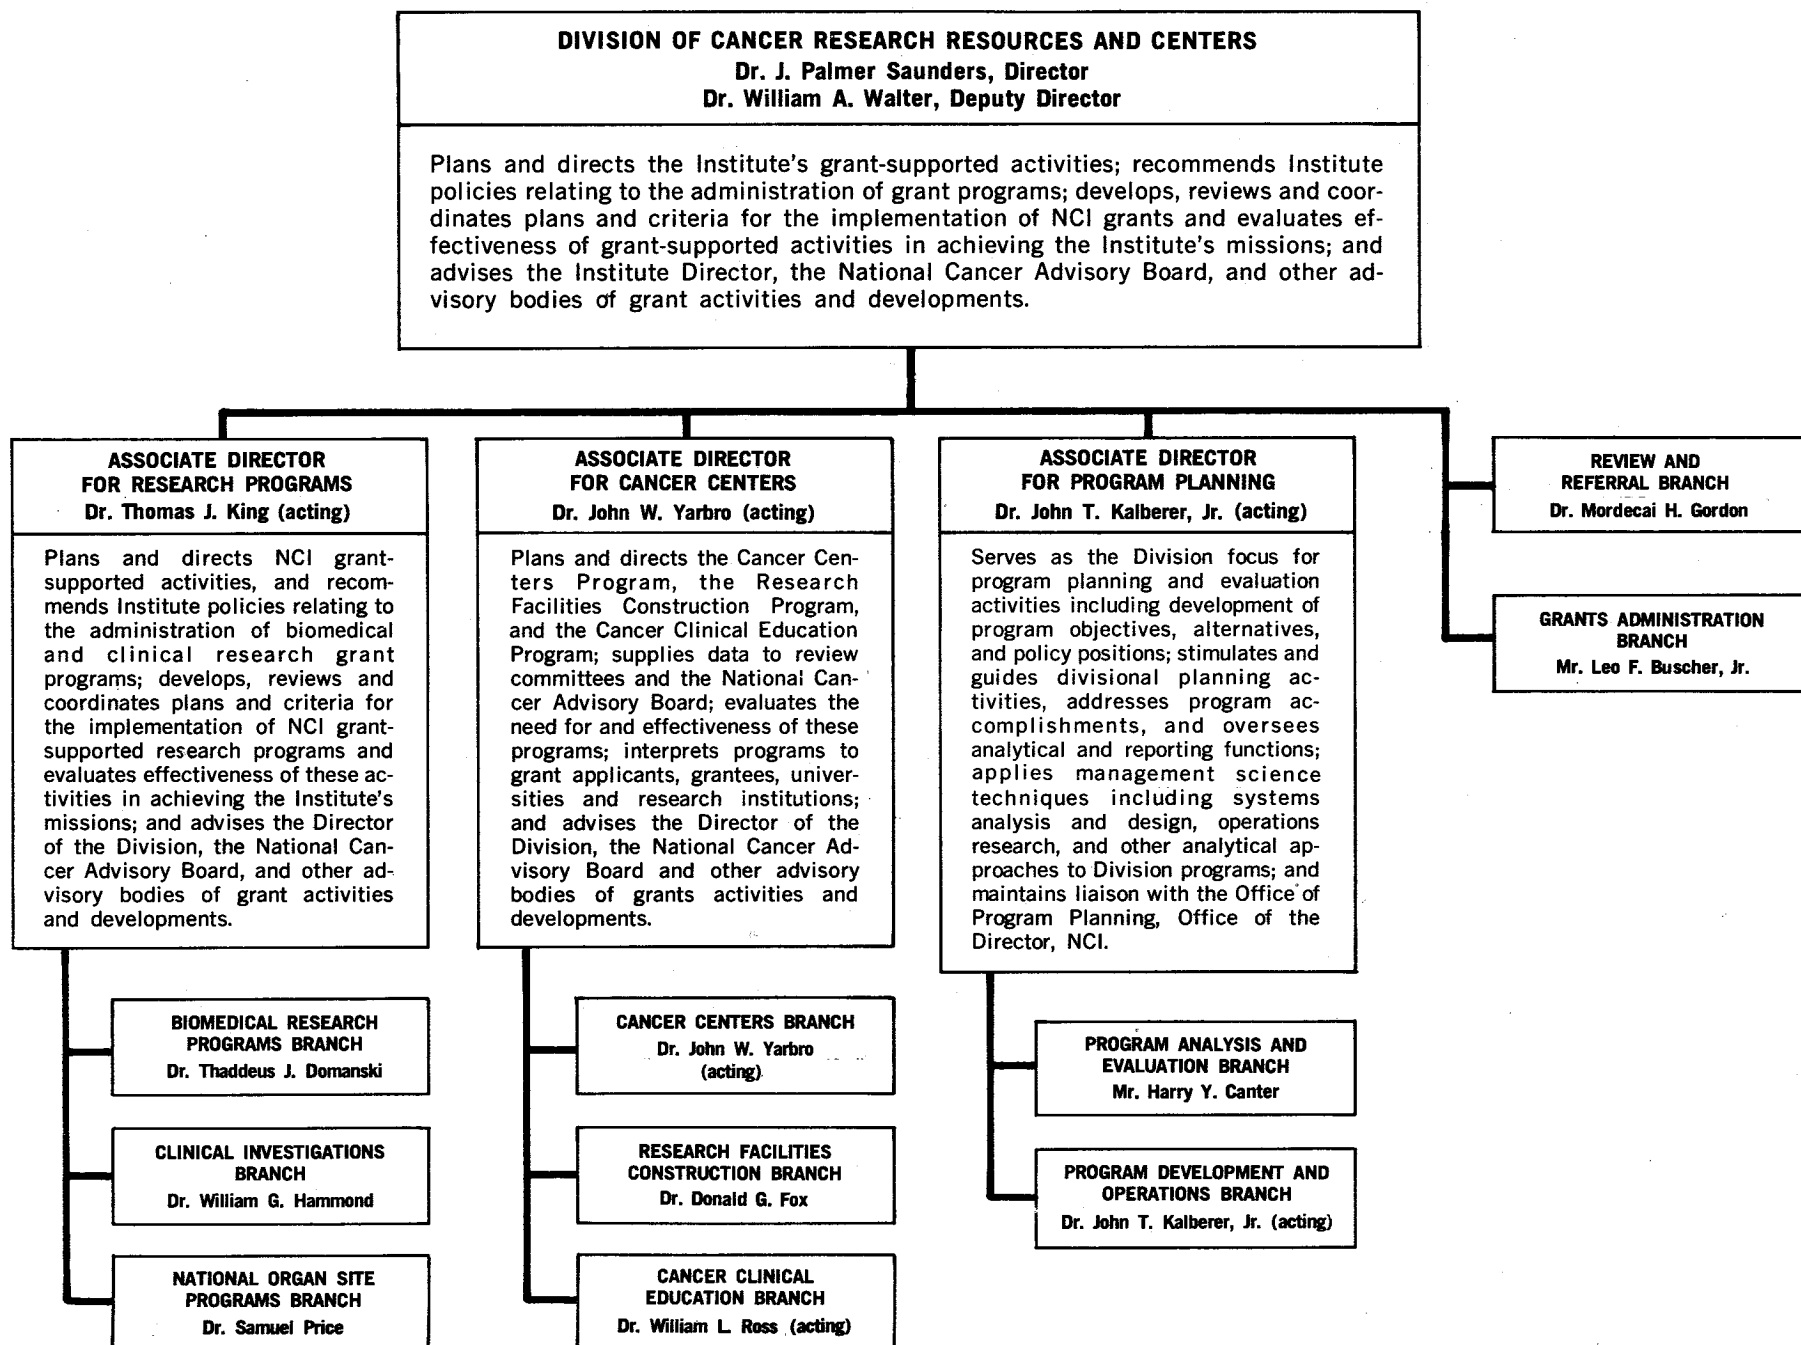 DIVISION OF CANCER RESEARCH RESOURCES AND CENTERS
Dr. J. Palmer Saunders, Director
Dr. William A. Walter, Deputy Director
Plans and directs the Institute's grant-supported activities; recommends Institute
policies relating to the administration of grant programs; develops, reviews and coor-
dinates plans and criteria for the implementation of NCI grants and evaluates ef-
fectiveness of grant-supported activities in achieving the Institute's missions; and
advises the Institute Director, the National Cancer Advisory Board, and other ad-
visory bodies of grant activities and developments.
ASSOCIATE DIRECTOR
FOR RESEARCH PROGRAMS
Dr. Thomas J. King (acting)
Plans and directs NCI grant-
supported activities, and recom-
mends Institute policies relating to
the administration of biomedical
and clinical research grant
programs; develops, reviews and
coordinates plans and criteria for
the implementation of NCI grant-
supported research programs and
evaluates effectiveness of these ac-
tivities in achieving the Institute's
missions; and advises the Director
of the Division, the National Can-
cer Advisory Board, and other ad-
visory bodies of grant activities
and developments.
BIOMEDICAL RESEARCH
PROGRAMS BRANCH
Dr. Thaddeus J. Domanski
CLINICAL INVESTIGATIONS
BRANCH
Dr. William G. Hammond
NATIONAL ORGAN SITE
PROGRAMS BRANCH
Dr. Samuel Price
ASSOCIATE DIRECTOR
FOR CANCER CENTERS
Dr. John W. Yarbro (acting)
Plans and directs the Cancer Cen-
ters Program, the Research
Facilities Construction Program,
and the Cancer Clinical Education
Program; supplies data to review
committees and the National Can-
cer Advisory Board; evaluates the
need for and effectiveness of these
programs; interprets programs to
grant applicants, grantees, univer-
sities and research institutions;
and advises the Director of the
Division, the National Cancer Ad-
visory Board and other advisory
bodies of grants activities and
developments.
CANCER CENTERS BRANCH
Dr. John W. Yarbro
(acting)
RESEARCH FACILITIES
CONSTRUCTION BRANCH
Dr. Donald G. Fox
CANCER CLINICAL
EDUCATION BRANCH
Dr. William L. Ross (acting)
ASSOCIATE DIRECTOR
FOR PROGRAM PLANNING
Dr. John T. Kalberer, Jr. (acting)
Serves as the Division focus for
program planning and evaluation
activities including development of
program objectives, alternatives,
and policy positions; stimulates and
guides divisional planning ac-
tivities, addresses program ac-
complishments, and oversees
analytical and reporting functions;
applies management science
techniques including systems
analysis and design, operations
research, and other analytical ap-
proaches to Division programs; and
maintains liaison with the Office of
Program Planning, Office of the
Director, NCI.
PROGRAM ANALYSIS AND
EVALUATION BRANCH
Mr. Harry Y. Canter
PROGRAM DEVELOPMENT AND
OPERATIONS BRANCH
Dr. John T. Kalberer, Jr. (acting)
REVIEW AND
REFERRAL BRANCH
Dr. Mordecai H. Gordon
GRANTS ADMINISTRATION
BRANCH
Mr. Leo F. Buscher, Jr.